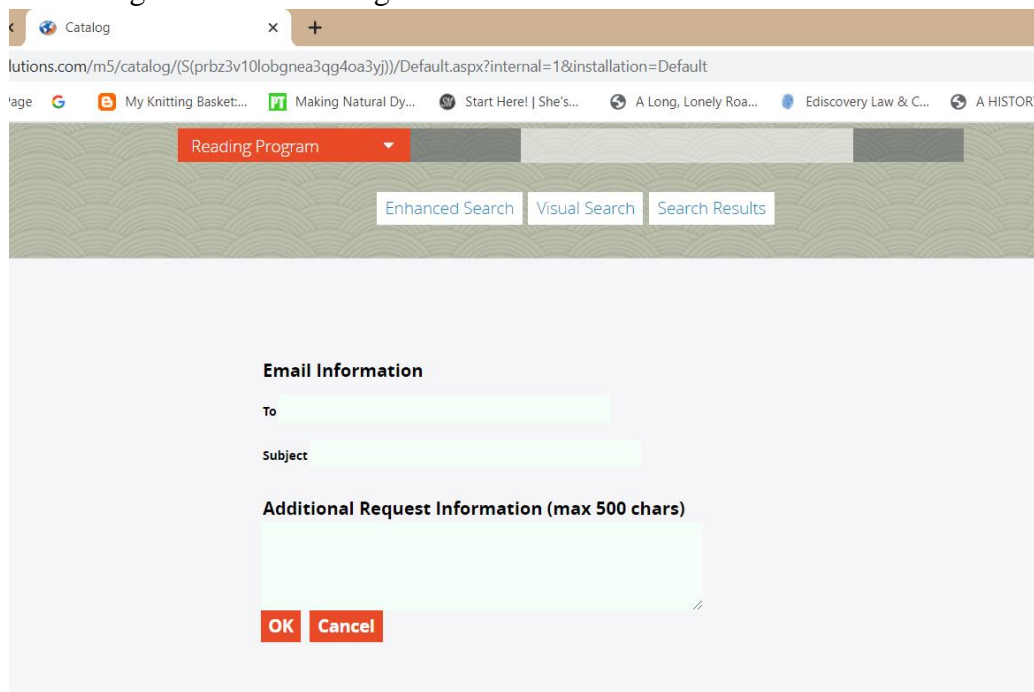 Catalog
lutions.com/m5/catalog/(S(prbz3v10lobgnea3qg4oa3yj))/Default.aspx?internal=1&installation=Default
My Knitting Basket:... Making Natural Dy... Start Here! | She's... A Long, Lonely Roa... Ediscovery Law & C... A HISTOR
Reading Program
Enhanced Search Visual Search Search Results
Email Information
To
Subject
Additional Request Information (max 500 chars)
OK Cancel